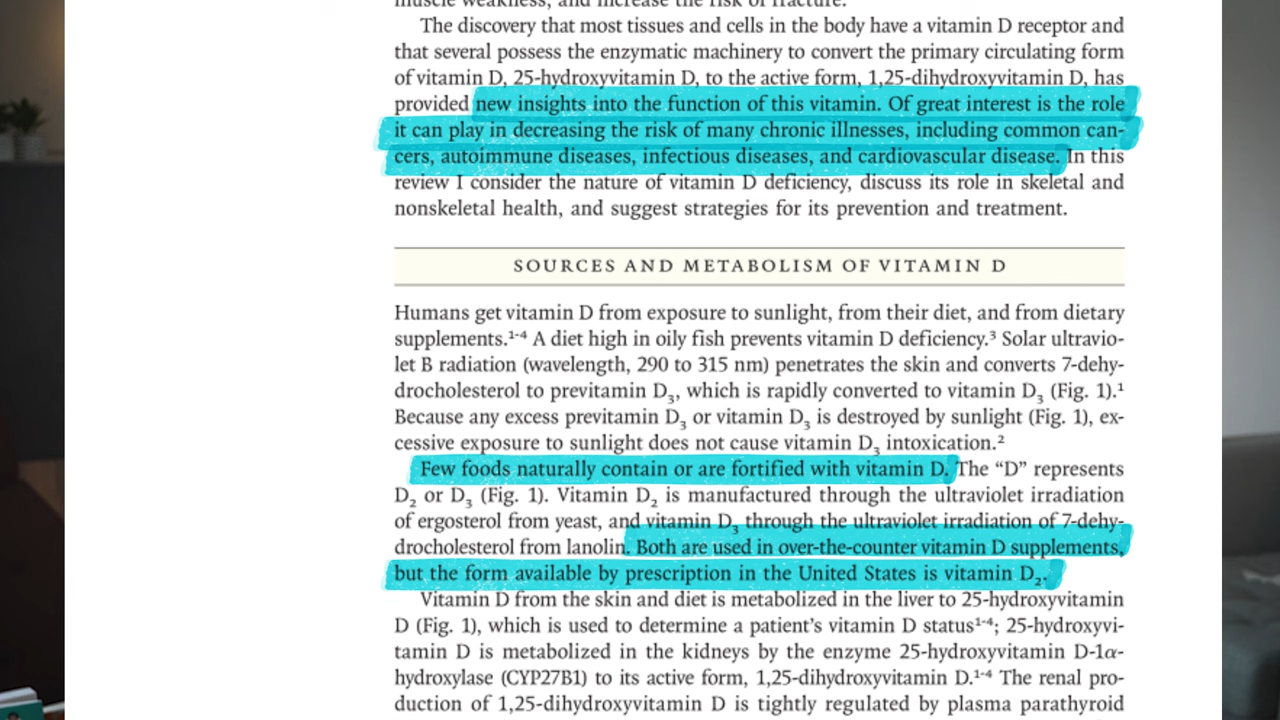 muscle weakness, and increase the risk of fracture.
The discovery that most tissues and cells in the body have a vitamin D receptor and
that several possess the enzymatic machinery to convert the primary circulating form
of vitamin D, 25-hydroxyvitamin D, to the active form, 1,25-dihydroxyvitamin D, has
provided new insights into the function of this vitamin. Of great interest is the role
it can play in decreasing the risk of many chronic illnesses, including common can-
cers, autoimmune diseases, infectious diseases, and cardiovascular disease. In this
review I consider the nature of vitamin D deficiency, discuss its role in skeletal and
nonskeletal health, and suggest strategies for its prevention and treatment.
SOURCES AND METABOLISM OF VITAMIN D
Humans get vitamin D from exposure to sunlight, from their diet, and from dietary
supplements.¹⁻⁴ A diet high in oily fish prevents vitamin D deficiency.³ Solar ultravio-
let B radiation (wavelength, 290 to 315 nm) penetrates the skin and converts 7-dehy-
drocholesterol to previtamin D₃, which is rapidly converted to vitamin D₃ (Fig. 1).¹
Because any excess previtamin D₃ or vitamin D₃ is destroyed by sunlight (Fig. 1), ex-
cessive exposure to sunlight does not cause vitamin D₃ intoxication.²
Few foods naturally contain or are fortified with vitamin D. The “D” represents
D₂ or D₃ (Fig. 1). Vitamin D₂ is manufactured through the ultraviolet irradiation
of ergosterol from yeast, and vitamin D₃ through the ultraviolet irradiation of 7-dehy-
drocholesterol from lanolin. Both are used in over-the-counter vitamin D supplements,
but the form available by prescription in the United States is vitamin D₂.
Vitamin D from the skin and diet is metabolized in the liver to 25-hydroxyvitamin
D (Fig. 1), which is used to determine a patient’s vitamin D status¹⁻⁴; 25-hydroxyvi-
tamin D is metabolized in the kidneys by the enzyme 25-hydroxyvitamin D-1α-
hydroxylase (CYP27B1) to its active form, 1,25-dihydroxyvitamin D.¹⁻⁴ The renal pro-
duction of 1,25-dihydroxyvitamin D is tightly regulated by plasma parathyroid